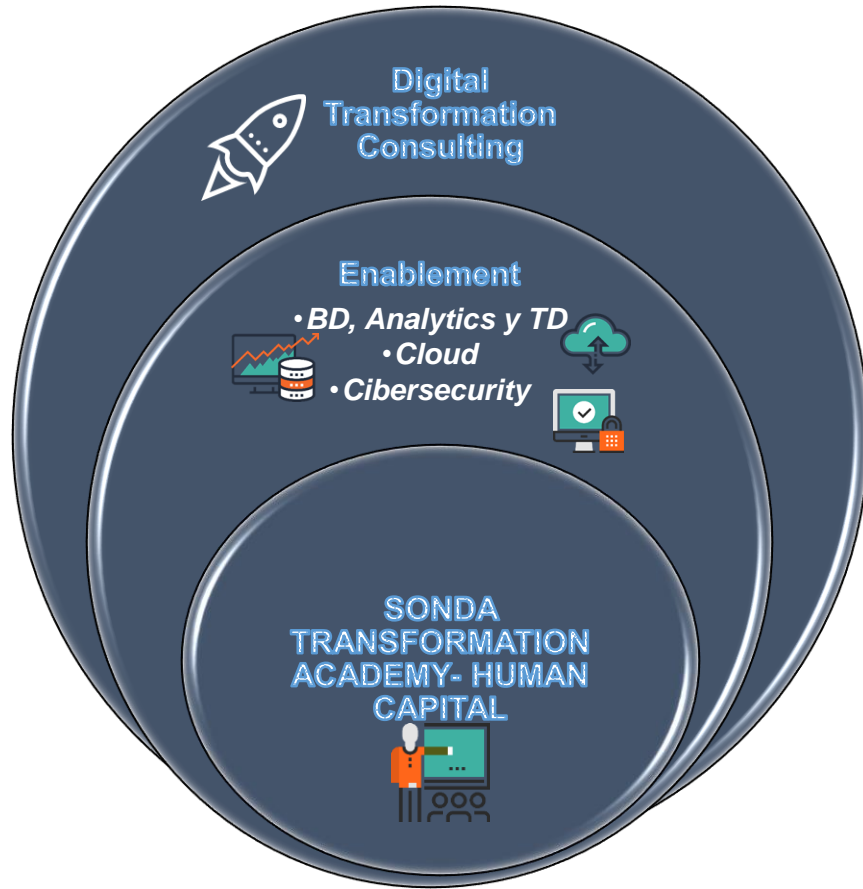 Digital
Transformation
Consulting
Enablement
• BD, Analytics y TD
• Cloud
• Cibersecurity
SONDA
TRANSFORMATION
ACADEMY- HUMAN
CAPITAL